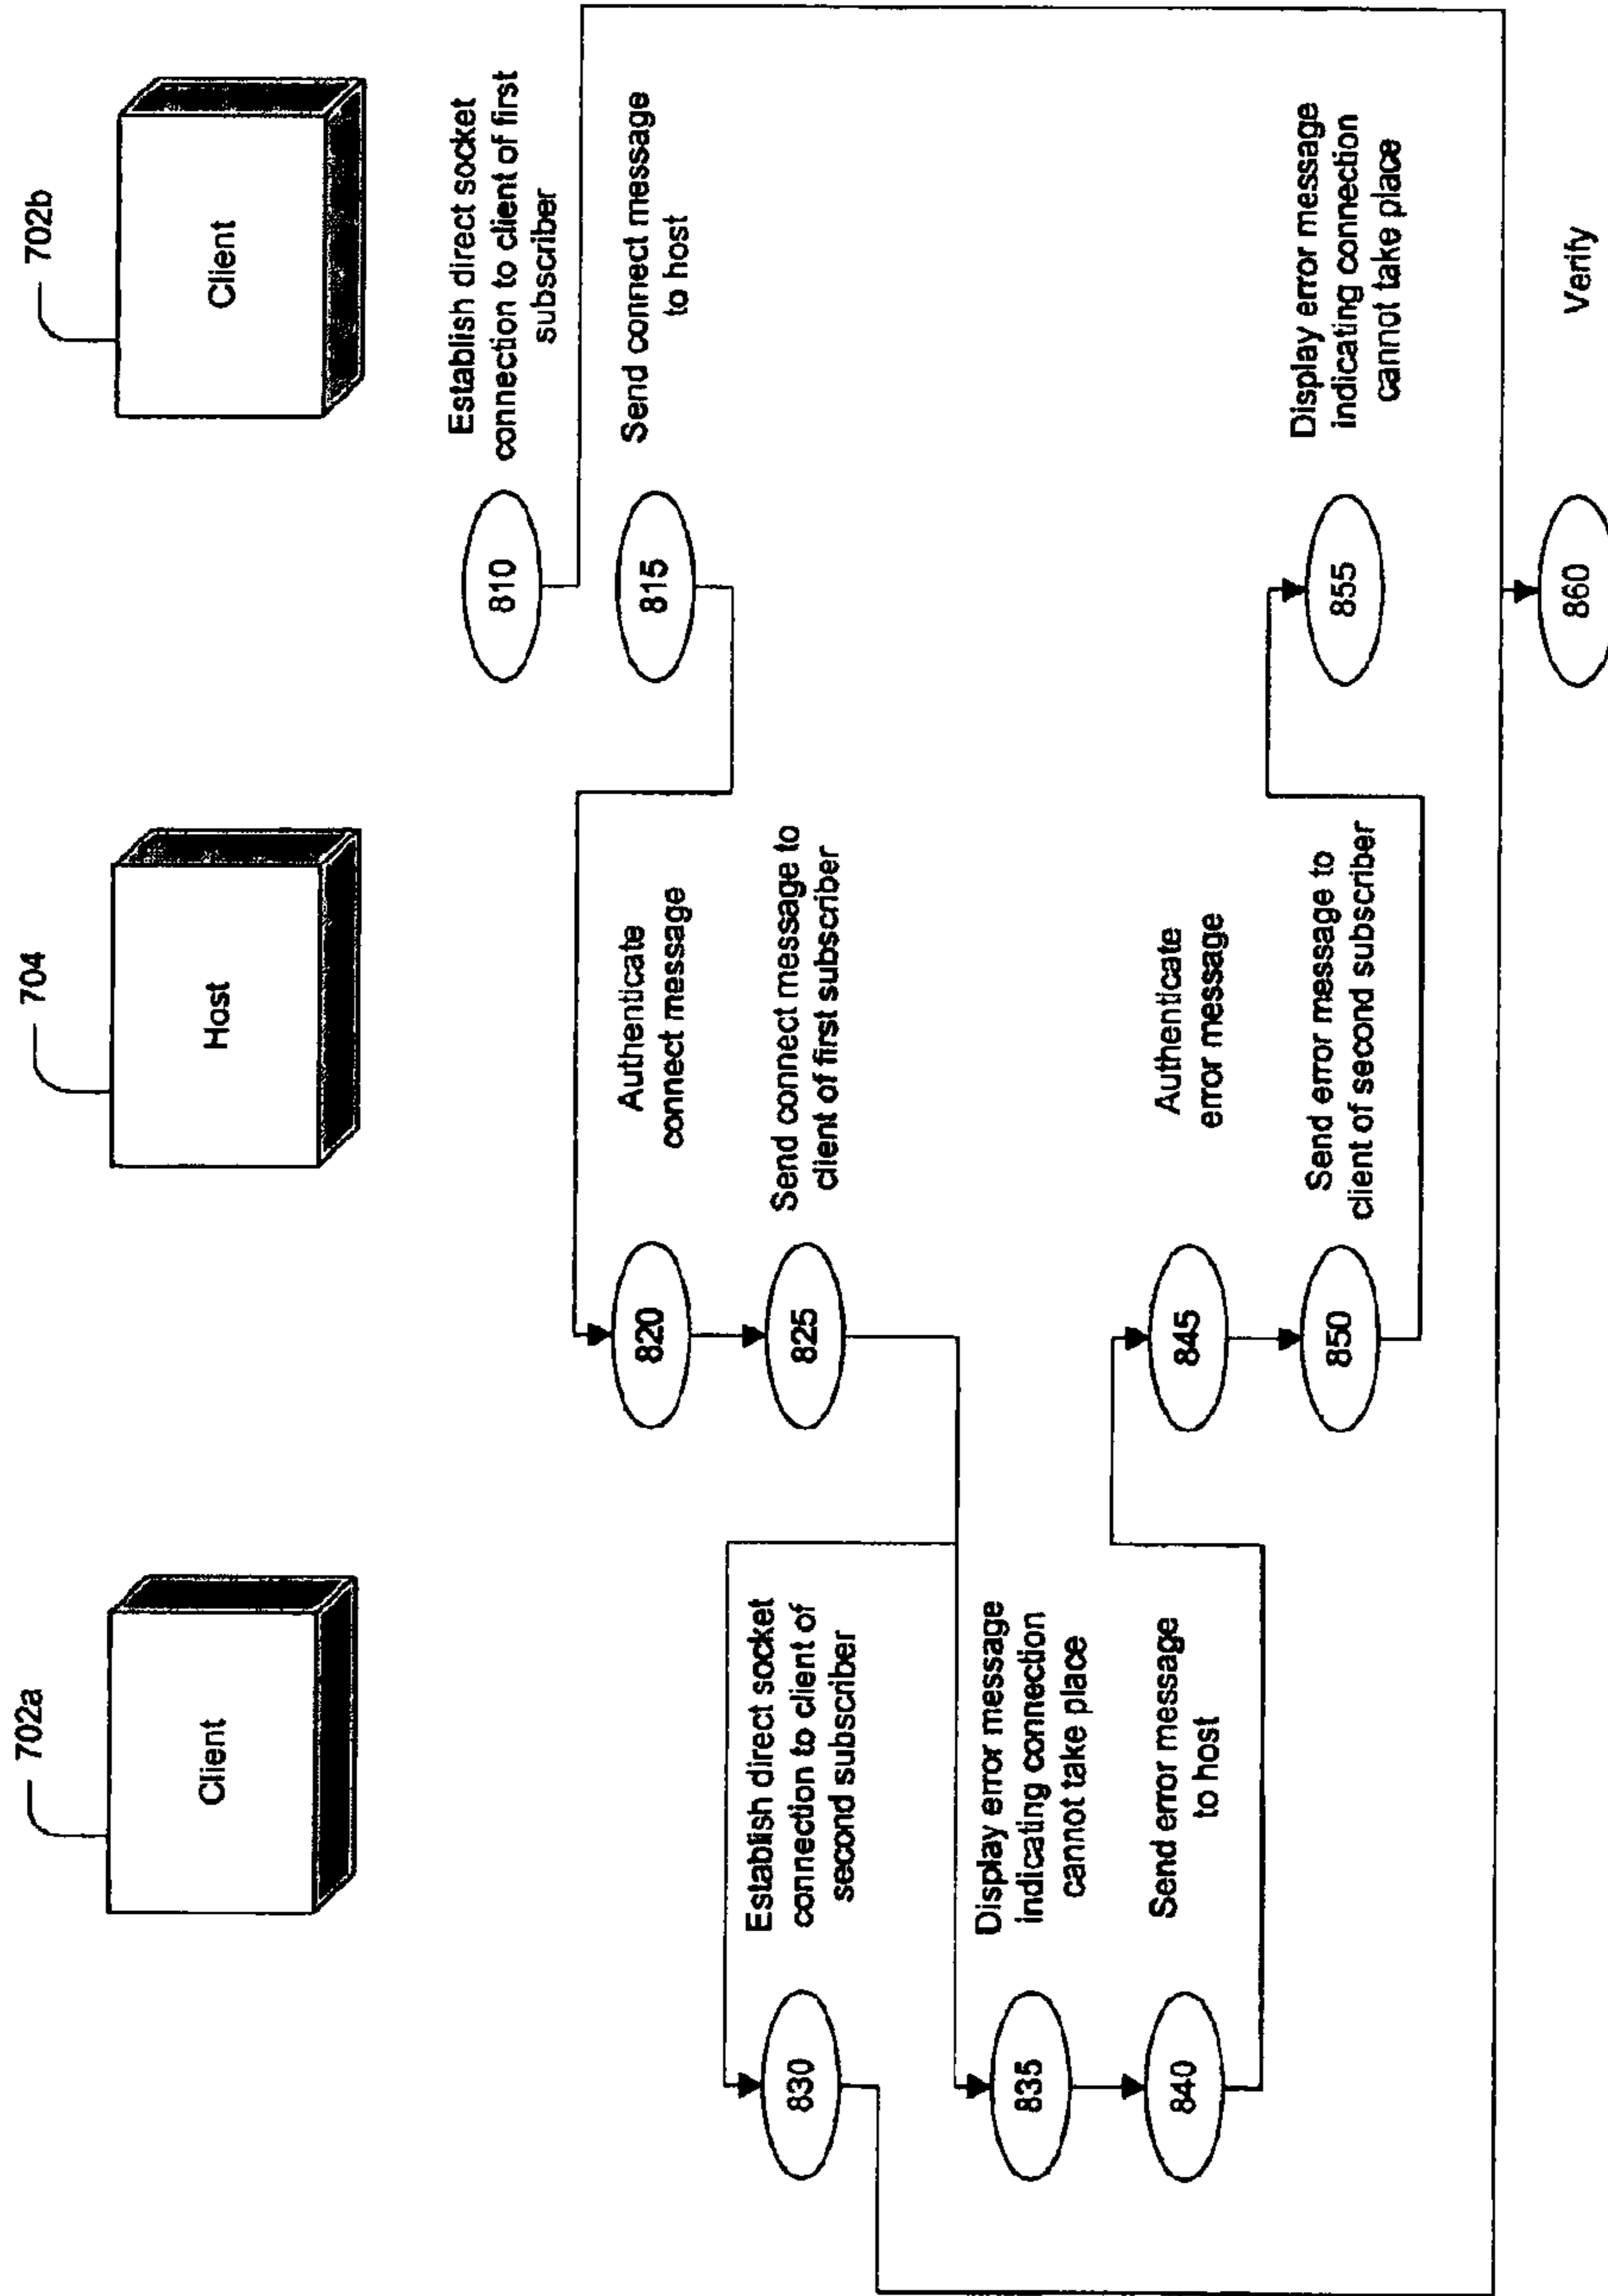 702a
Client
704
Host
702b
Client
810
Establish direct socket
connection to client of first
subscriber
815
Send connect message
to host
820
Authenticate
connect message
825
Send connect message to
client of first subscriber
830
Establish direct socket
connection to client of
second subscriber
835
Display error message
indicating connection
cannot take place
840
Send error message
to host
845
Authenticate
error message
850
Send error message to
client of second subscriber
855
Display error message
indicating connection
cannot take place
860
Verify